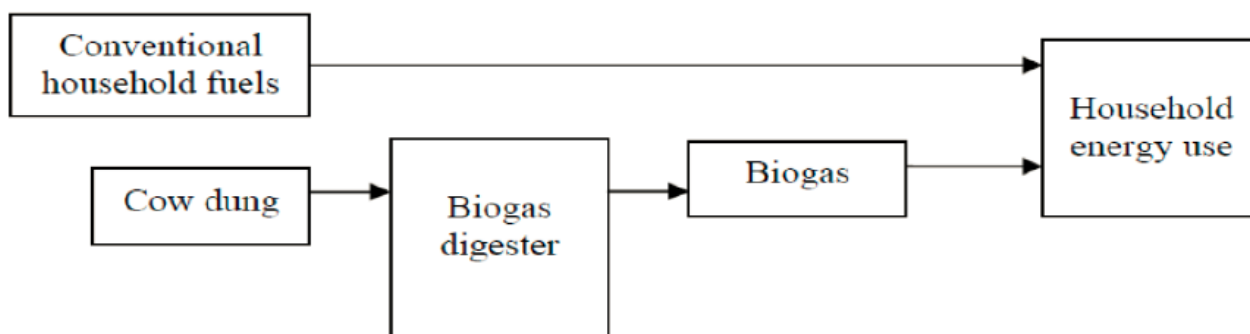 Conventional
household fuels
Household
energy use
Cow dung
Biogas
digester
Biogas